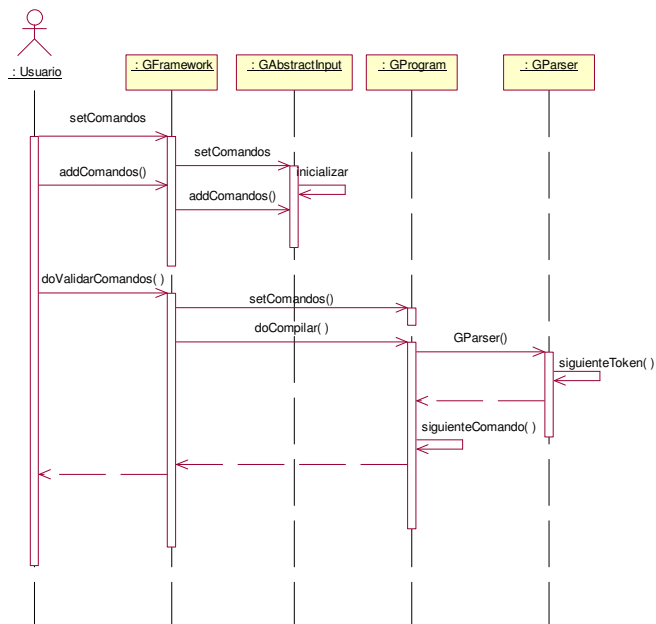 : Usuario
: GFramework
: GAbstractInput
: GProgram
: GParser
setComandos
setComandos
inicializar
addComandos()
addComandos()
doValidarComandos( )
setComandos()
doCompilar( )
GParser()
siguienteToken( )
siguienteComando( )